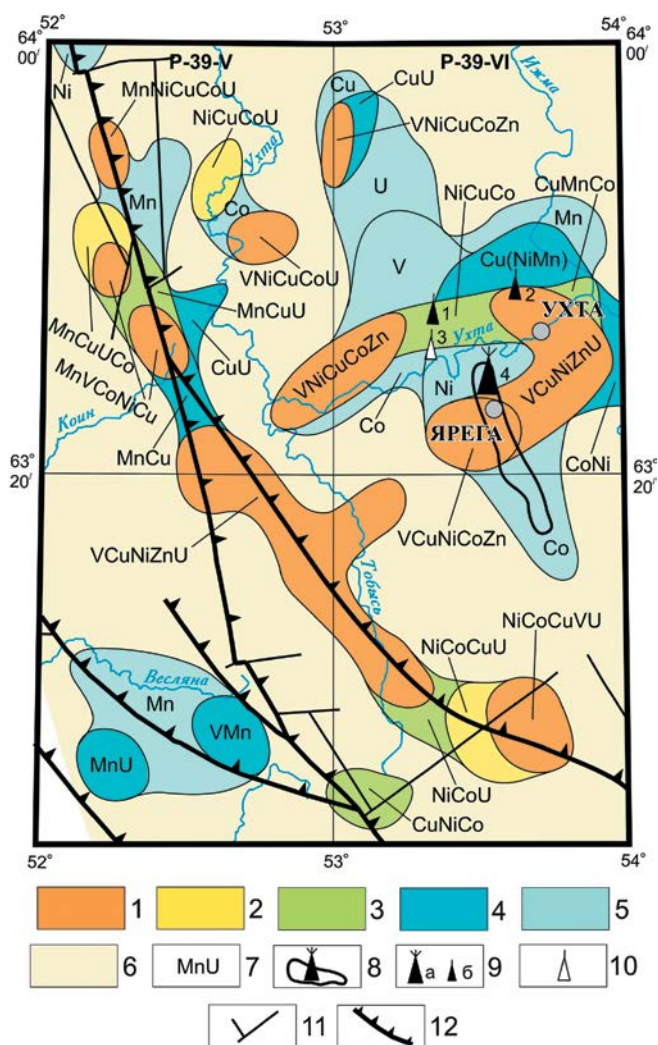 52°
53°
54°
64°
00′
64°
00′
P-39-V
P-39-VI
Ni
MnNiCuCoU
NiCuCoU
Ухта
Cu
CuU
VNiCuCoZn
Ижма
Mn
Co
U
NiCuCo
CuMnCo
Mn
VNiCuCoU
V
Cu(NiMn)
MnCuU
1
2
УХТА
MnCuUCo
CuU
3
Ухта
MnVCoNiCu
VNiCuCoZn
Ni
4
VCuNiZnU
Коин
Co
MnCu
ЯРЕГА
CoNi
63°
20′
63°
20′
VCuNiZnU
VCuNiCoZn
Co
Тобысь
NiCoCuVU
NiCoCuU
Весляна
Mn
VMn
MnU
NiCoU
CuNiCo
52°
53°
54°
1 2 3 4 5
6 MnU 7 8 а б 9 10
11 12